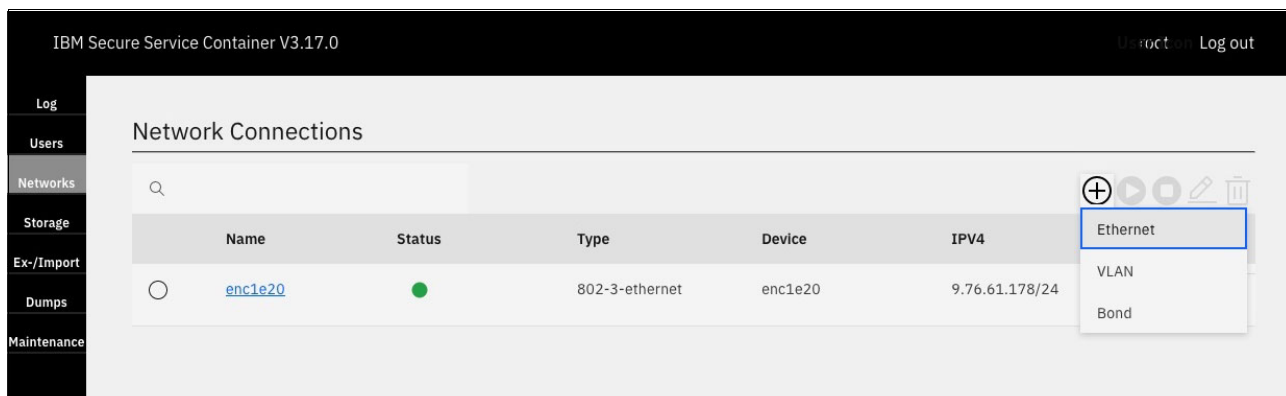 IBM Secure Service Container V3.17.0
Log out
Log
Users
Networks
Storage
Ex-/Import
Dumps
Maintenance
Network Connections
Name Status Type Device IPV4
enc1e20 802-3-ethernet enc1e20 9.76.61.178/24
Ethernet
VLAN
Bond